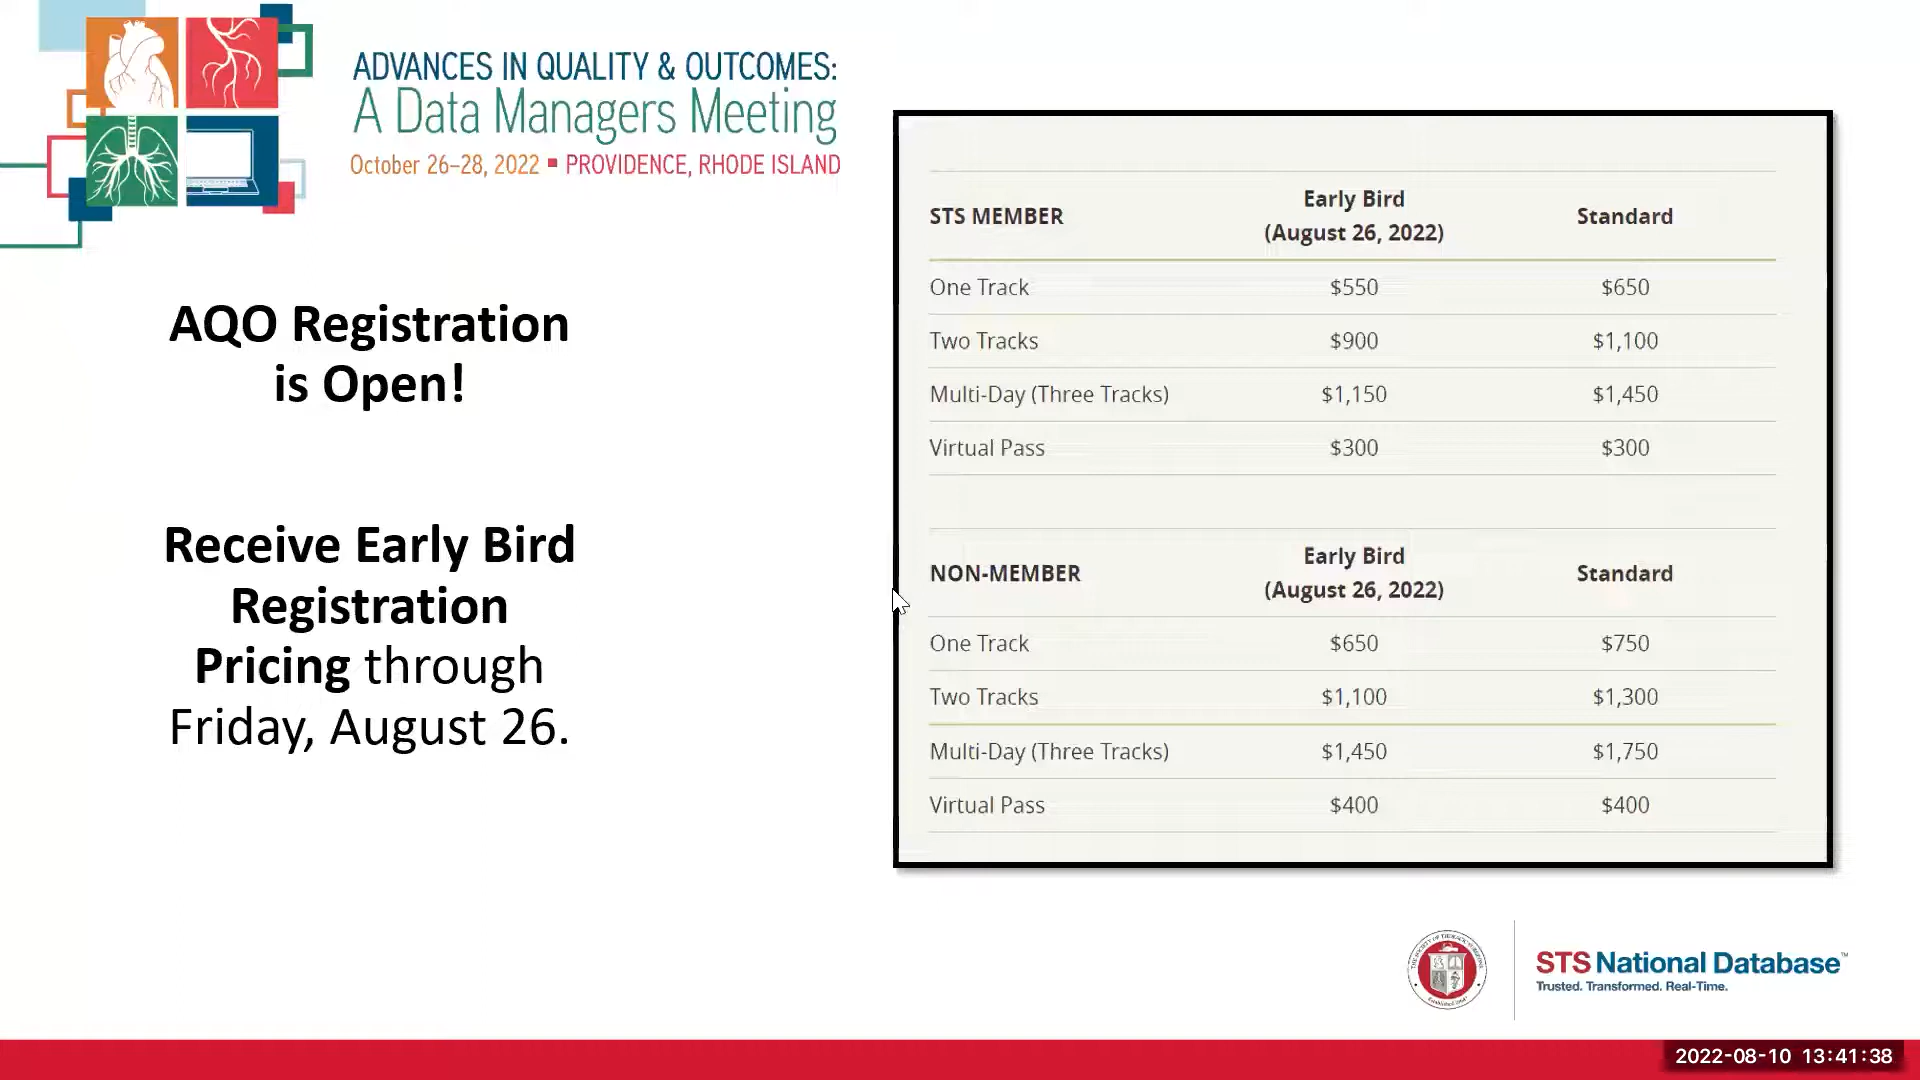 ADVANCES IN QUALITY & OUTCOMES:
A Data Managers Meeting
October 26–28, 2022 ■ PROVIDENCE, RHODE ISLAND
AQO Registration
is Open!
Receive Early Bird
Registration
Pricing through
Friday, August 26.
STS MEMBER Early Bird (August 26, 2022) Standard
One Track $550 $650
Two Tracks $900 $1,100
Multi-Day (Three Tracks) $1,150 $1,450
Virtual Pass $300 $300
NON-MEMBER Early Bird (August 26, 2022) Standard
One Track $650 $750
Two Tracks $1,100 $1,300
Multi-Day (Three Tracks) $1,450 $1,750
Virtual Pass $400 $400
STS National Database™
Trusted. Transformed. Real-Time.
2022-08-10 13:41:38